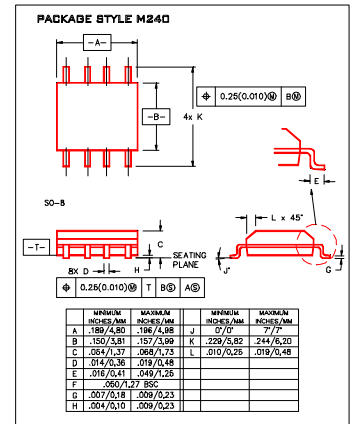 PACKAGE STYLE M240
-A-
⌖ 0.25(0.010)Ⓜ BⓂ
-B-
4x K
E
SO-8
L x 45°
-T-
C
SEATING PLANE
8X D
H
J°
G
⌖ 0.25(0.010)Ⓜ T BⓈ AⓈ
MINIMUM INCHES/MM MAXIMUM INCHES/MM MINIMUM INCHES/MM MAXIMUM INCHES/MM
A .189/4,80 .196/4,98 J 0°/0° 7°/7°
B .150/3,81 .157/3,99 K .229/5,82 .244/6,20
C .054/1,37 .068/1,73 L .010/0,25 .019/0,48
D .014/0,36 .019/0,48
E .016/0,41 .049/1,25
F .050/1.27 BSC
G .007/0,18 .009/0,23
H .004/0,10 .009/0,23